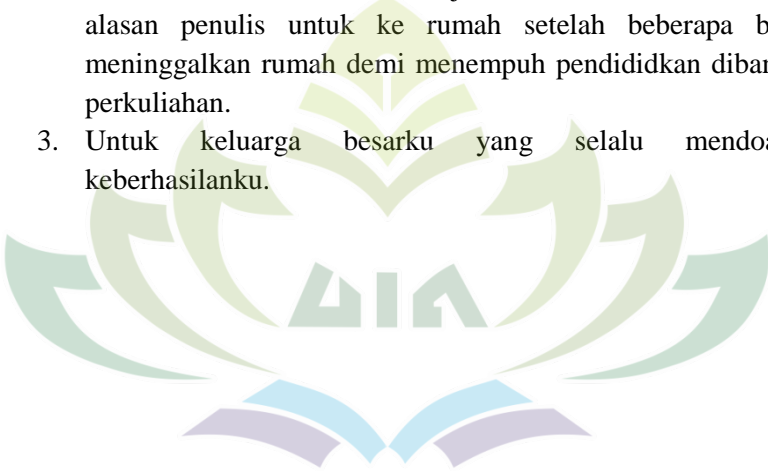 alasan penulis untuk ke rumah setelah beberapa
meninggalkan rumah demi menempuh pendididkan
perkuliahan.
3. Untuk keluarga besarku yang selalu
keberhasilanku.
UIN